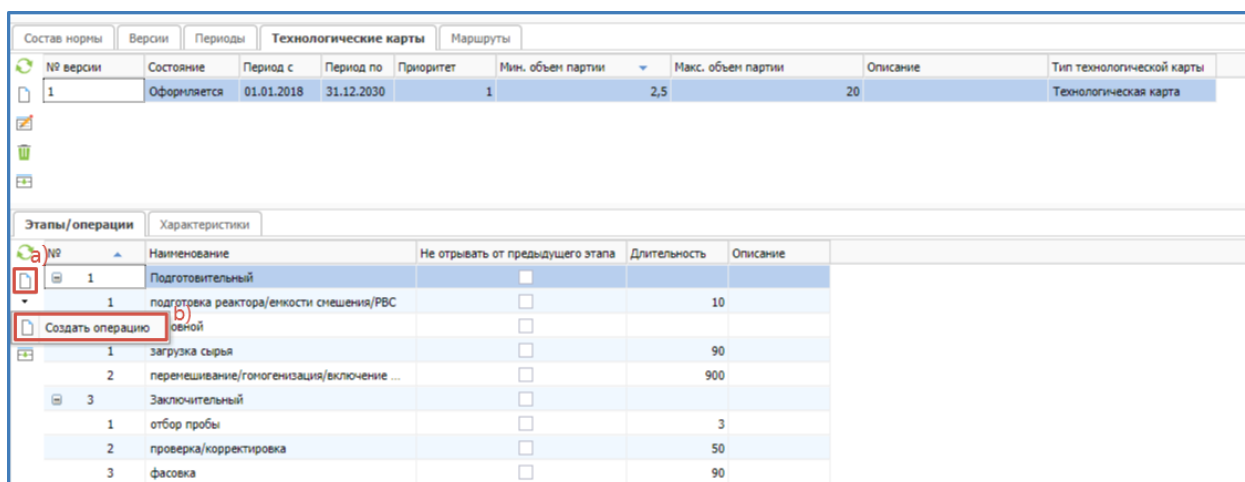 Состав нормы Версии Периоды Технологические карты Маршруты
№ версии Состояние Период с Период по Приоритет Мин. объем партии Макс. объем партии Описание Тип технологической карты
1 Оформляется 01.01.2018 31.12.2030 1 2,5 20 Технологическая карта
Этапы/операции Характеристики
a) № Наименование Не отрывать от предыдущего этапа Длительность Описание
1 Подготовительный
1 подготовка реактора/емкости смешения/РВС 10
b)
Создать операцию овной
1 загрузка сырья 90
2 перемешивание/гомогенизация/включение ... 900
3 Заключительный
1 отбор пробы 3
2 проверка/корректировка 50
3 фасовка 90